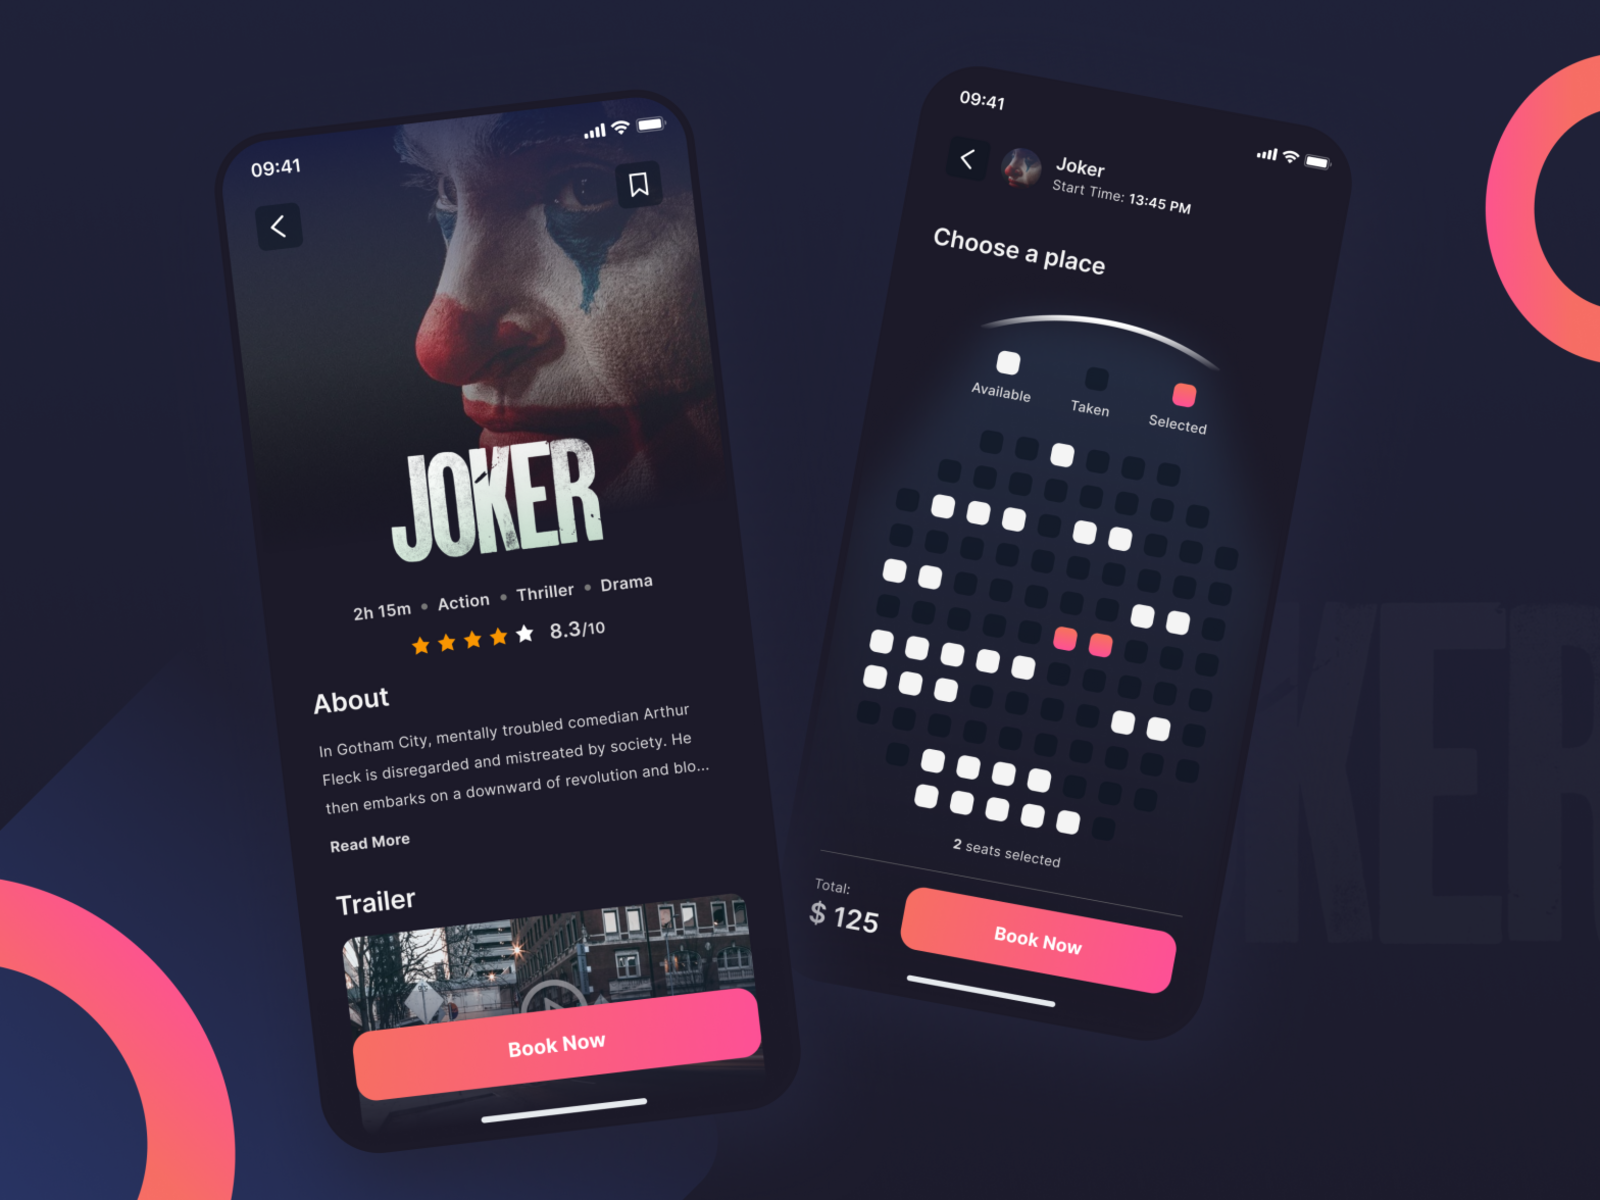 09:41
JOKER
2h 15m • Action • Thriller • Drama
8.3/10
About
In Gotham City, mentally troubled comedian Arthur
Fleck is disregarded and mistreated by society. He
then embarks on a downward of revolution and blo...
Read More
Trailer
Book Now
09:41
Joker
Start Time: 13:45 PM
Choose a place
Available
Taken
Selected
2 seats selected
Total:
$ 125
Book Now
KER